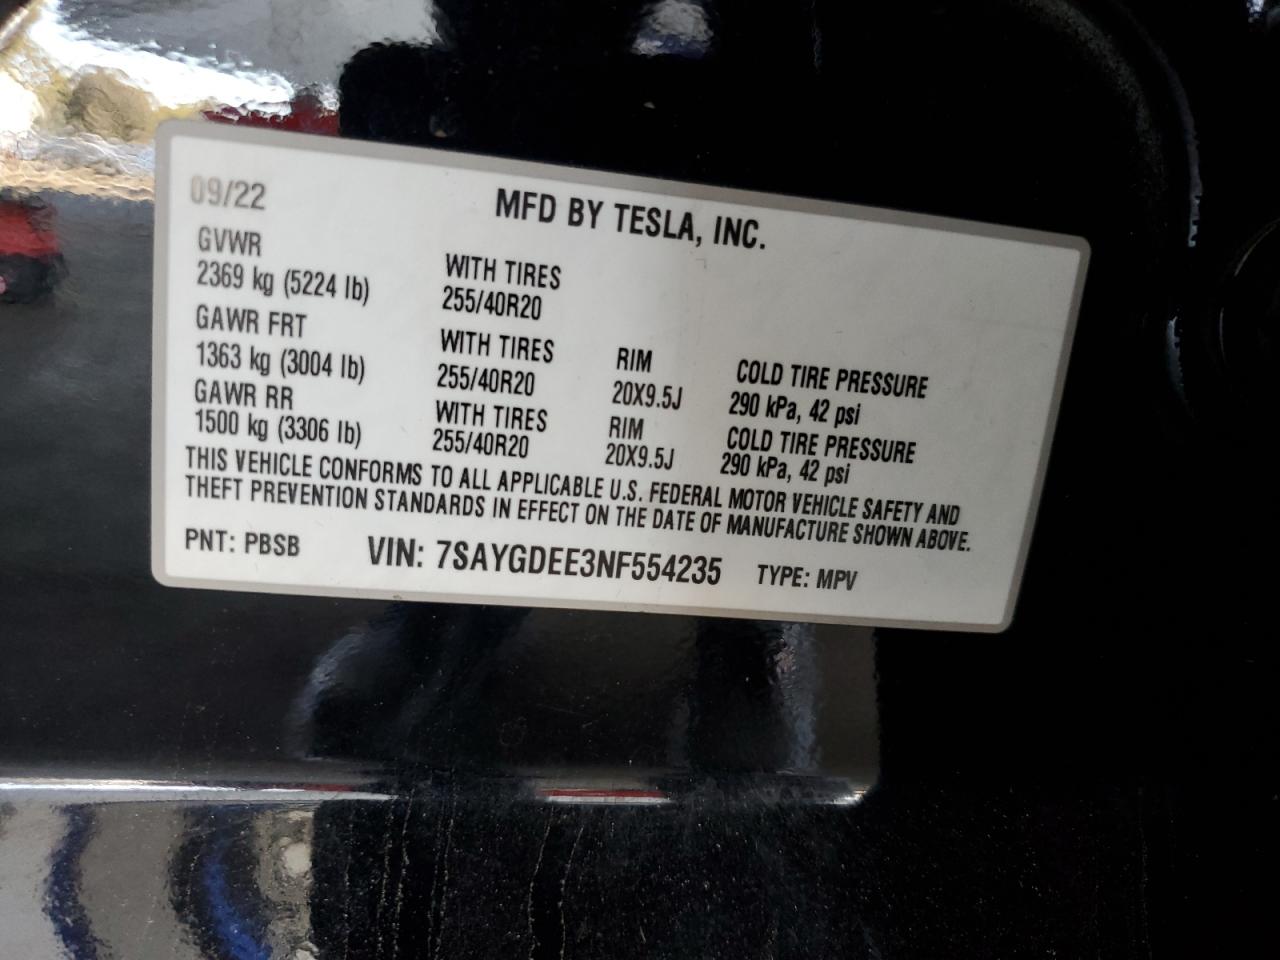 09/22
MFD BY TESLA, INC.
GVWR
2369 kg (5224 lb)
WITH TIRES
255/40R20
GAWR FRT
1363 kg (3004 lb)
WITH TIRES
255/40R20
RIM
20X9.5J
COLD TIRE PRESSURE
290 kPa, 42 psi
GAWR RR
1500 kg (3306 lb)
WITH TIRES
255/40R20
RIM
20X9.5J
COLD TIRE PRESSURE
290 kPa, 42 psi
THIS VEHICLE CONFORMS TO ALL APPLICABLE U.S. FEDERAL MOTOR VEHICLE SAFETY AND
THEFT PREVENTION STANDARDS IN EFFECT ON THE DATE OF MANUFACTURE SHOWN ABOVE.
PNT: PBSB VIN: 7SAYGDEE3NF554235 TYPE: MPV